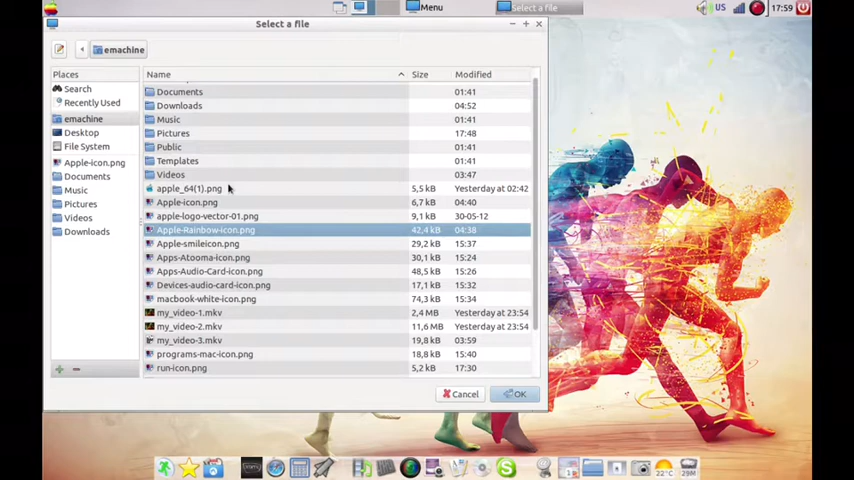 Menu
Select a file
US
17:59
Select a file
emachine
Places
Name
Size
Modified
Search
Recently Used
emachine
Desktop
File System
Apple-icon.png
Documents
Music
Pictures
Videos
Downloads
Documents 01:41
Downloads 04:52
Music 01:41
Pictures 17:48
Public 01:41
Templates 01:41
Videos 03:47
apple_64(1).png 5,5 kB Yesterday at 02:42
Apple-icon.png 6,7 kB 04:40
apple-logo-vector-01.png 9,1 kB 30-05-12
Apple-Rainbow-icon.png 42,4 kB 04:38
Apple-smileicon.png 29,2 kB 15:37
Apps-Atooma-icon.png 30,1 kB 15:24
Apps-Audio-Card-icon.png 48,5 kB 15:26
Devices-audio-card-icon.png 17,1 kB 15:32
macbook-white-icon.png 74,3 kB 15:34
my_video-1.mkv 2,4 MB Yesterday at 23:54
my_video-2.mkv 11,6 MB Yesterday at 23:54
my_video-3.mkv 19,8 kB 03:59
programs-mac-icon.png 18,8 kB 15:40
run-icon.png 5,2 kB 17:30
Cancel
OK
22°C
29M